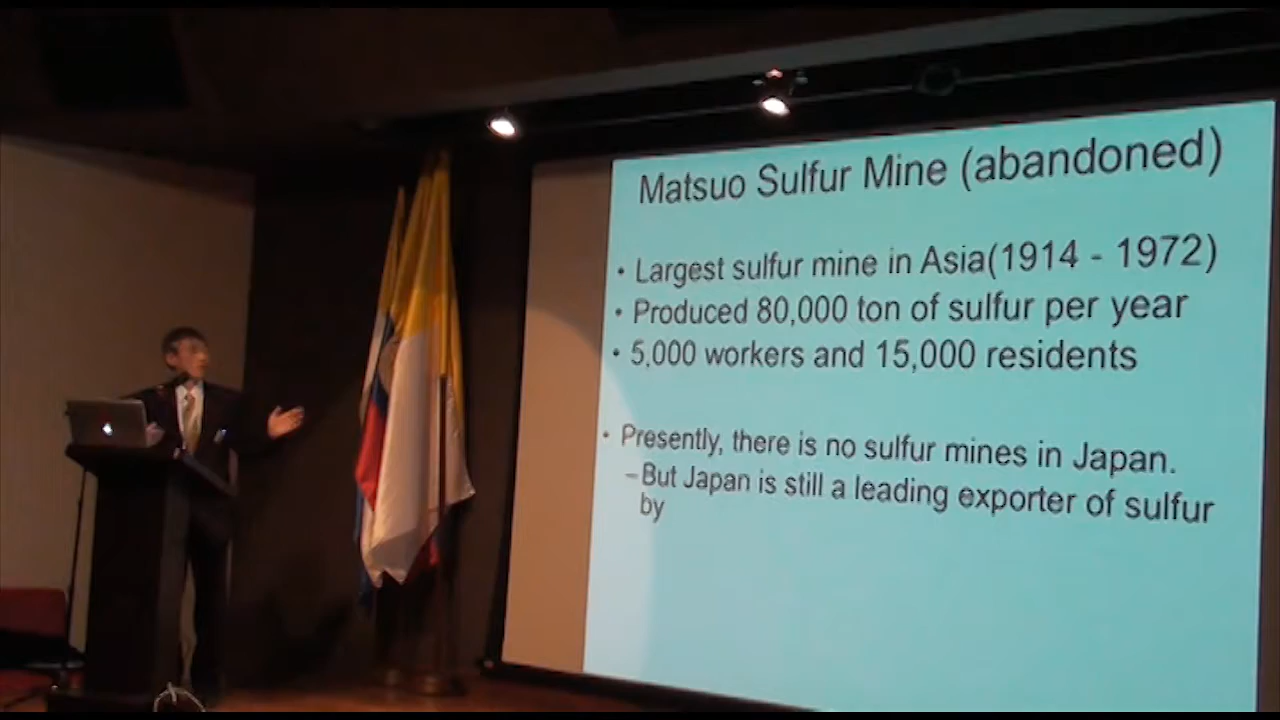 Matsuo Sulfur Mine (abandoned)
• Largest sulfur mine in Asia(1914 - 1972)
• Produced 80,000 ton of sulfur per year
• 5,000 workers and 15,000 residents
• Presently, there is no sulfur mines in Japan.
–But Japan is still a leading exporter of sulfur
by